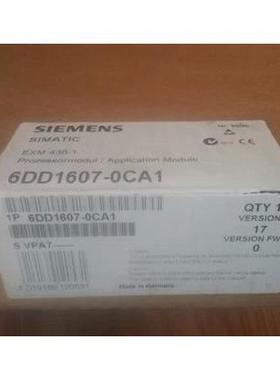 SIEMENS
SIMATIC
EXM 438-1
Prozessormodul / Application Module
6DD1607-0CA1
1P 6DD1607-0CA1
QTY 1
VERSION
17
VERSION FW
0
S VPA7
Made in Germany